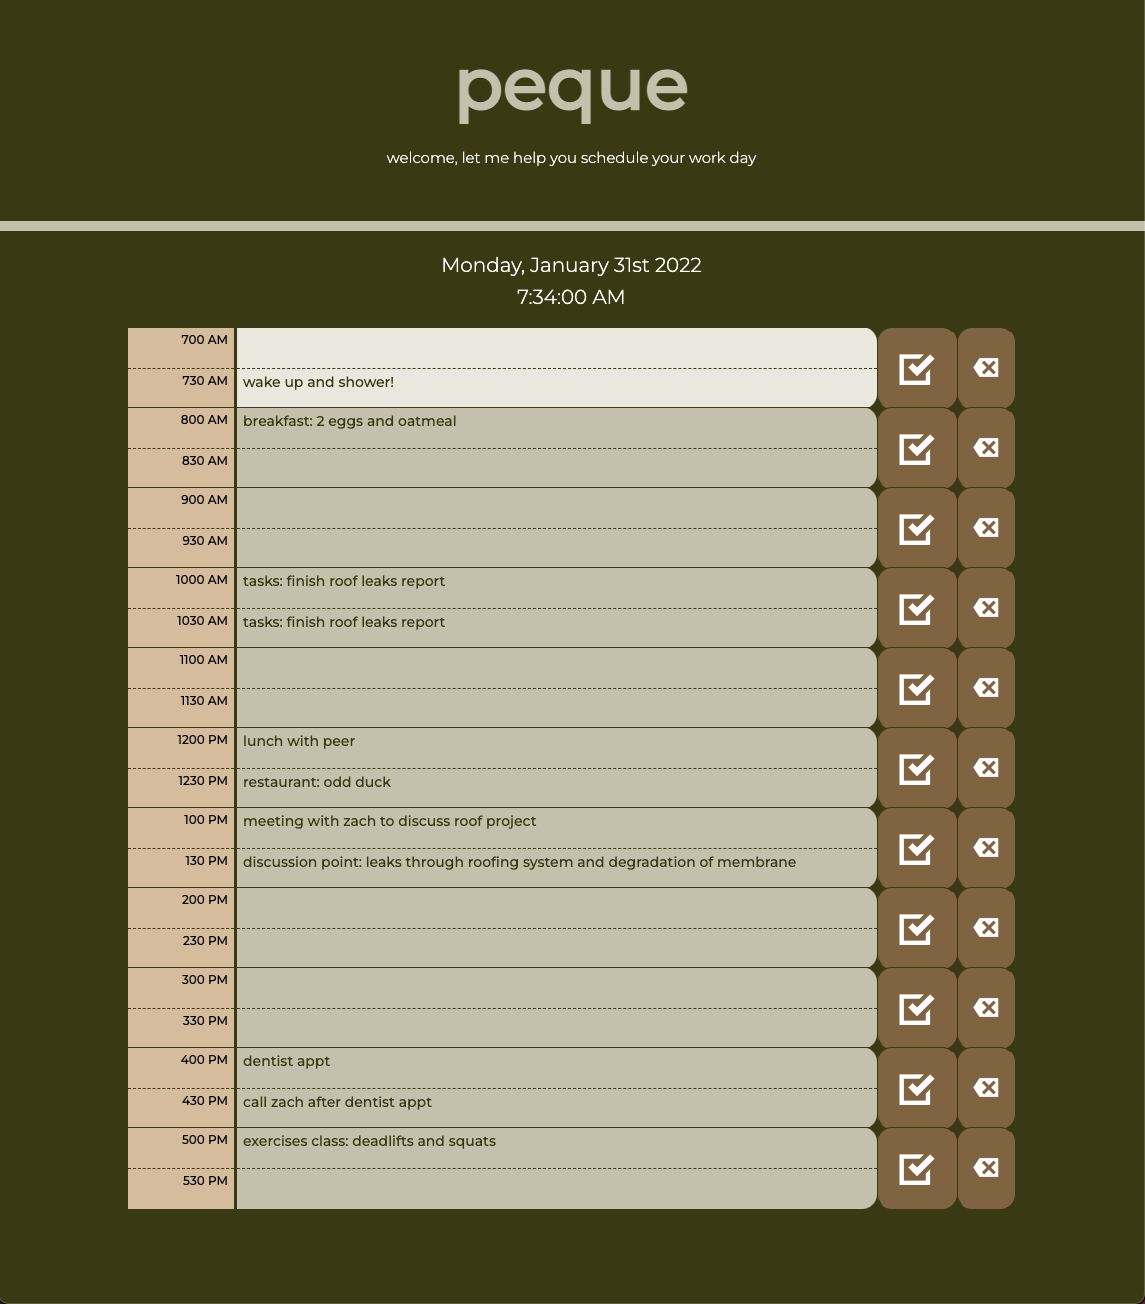 peque
welcome, let me help you schedule your work day
Monday, January 31st 2022
7:34:00 AM
700 AM
730 AM wake up and shower!
800 AM breakfast: 2 eggs and oatmeal
830 AM
900 AM
930 AM
1000 AM tasks: finish roof leaks report
1030 AM tasks: finish roof leaks report
1100 AM
1130 AM
1200 PM lunch with peer
1230 PM restaurant: odd duck
100 PM meeting with zach to discuss roof project
130 PM discussion point: leaks through roofing system and degradation of membrane
200 PM
230 PM
300 PM
330 PM
400 PM dentist appt
430 PM call zach after dentist appt
500 PM exercises class: deadlifts and squats
530 PM